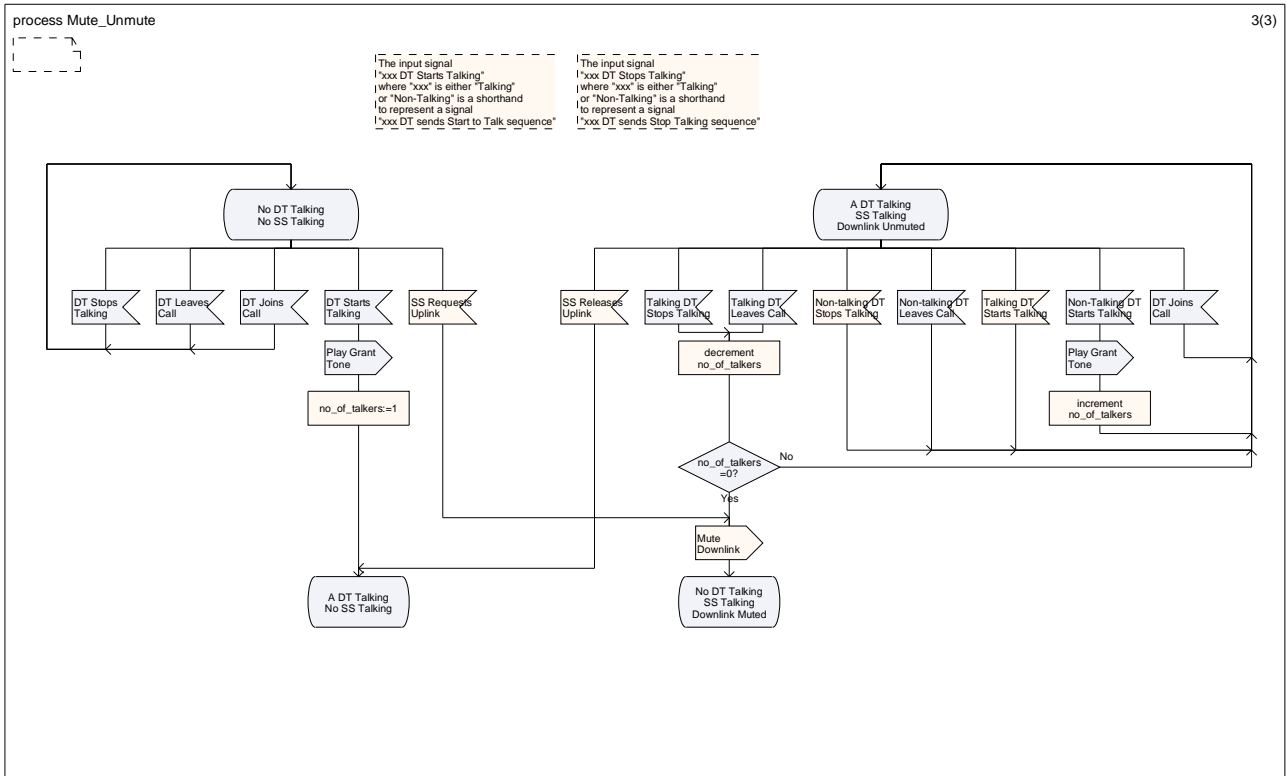 process Mute_Unmute
3(3)
The input signal
"xxx DT Starts Talking"
where "xxx" is either "Talking"
or "Non-Talking" is a shorthand
to represent a signal
"xxx DT sends Start to Talk sequence"
The input signal
"xxx DT Stops Talking"
where "xxx" is either "Talking"
or "Non-Talking" is a shorthand
to represent a signal
"xxx DT sends Stop Talking sequence"
No DT Talking
No SS Talking
A DT Talking
SS Talking
Downlink Unmuted
DT Stops
Talking
DT Leaves
Call
DT Joins
Call
DT Starts
Talking
SS Requests
Uplink
SS Releases
Uplink
Talking DT
Stops Talking
Talking DT
Leaves Call
Non-talking DT
Stops Talking
Non-talking DT
Leaves Call
Talking DT
Starts Talking
Non-Talking DT
Starts Talking
DT Joins
Call
Play Grant
Tone
decrement
no_of_talkers
Play Grant
Tone
no_of_talkers:=1
increment
no_of_talkers
no_of_talkers
=0?
No
Yes
Mute
Downlink
A DT Talking
No SS Talking
No DT Talking
SS Talking
Downlink Muted